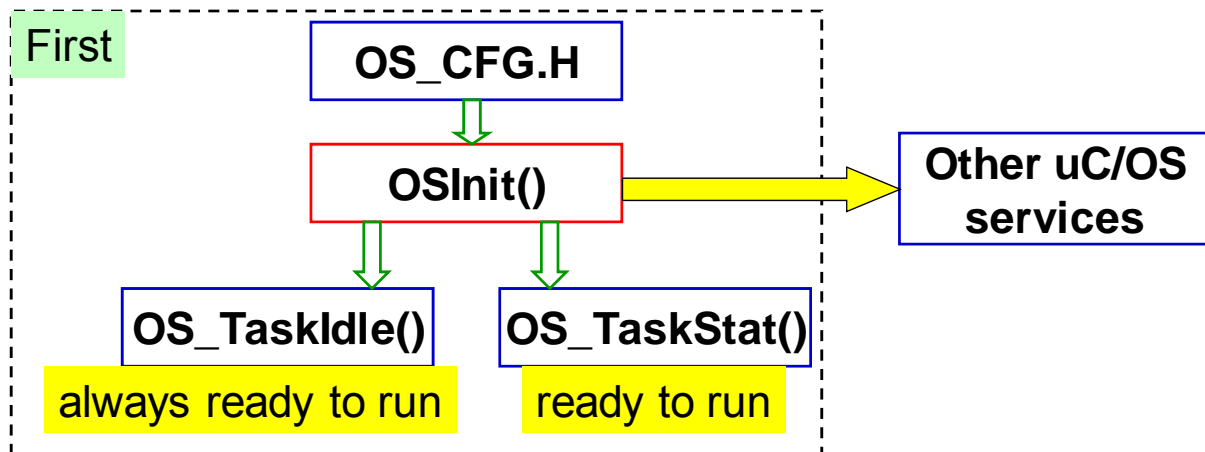 First
OS_CFG.H
OSInit()
Other uC/OS
services
OS_TaskIdle()
OS_TaskStat()
always ready to run
ready to run